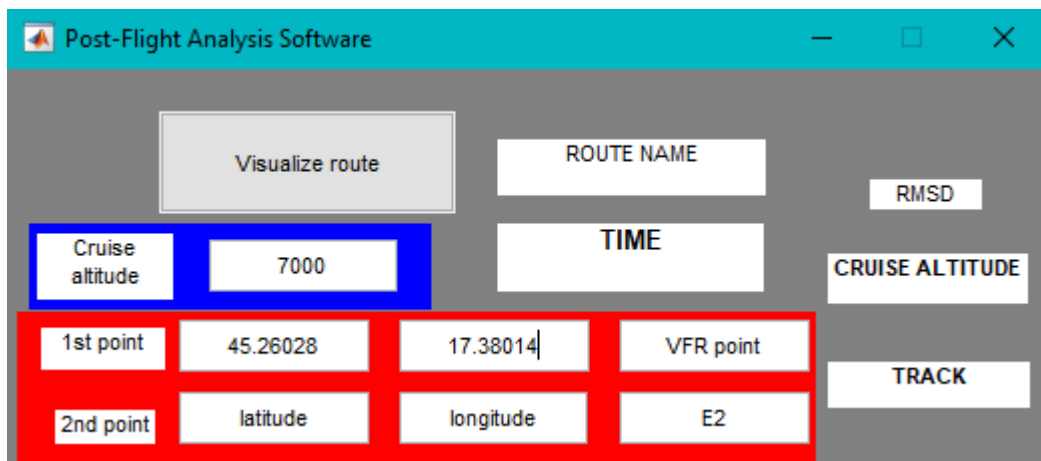 Post-Flight Analysis Software
Visualize route
ROUTE NAME
RMSD
Cruise
altitude
7000
TIME
CRUISE ALTITUDE
1st point
45.26028
17.38014
VFR point
TRACK
2nd point
latitude
longitude
E2